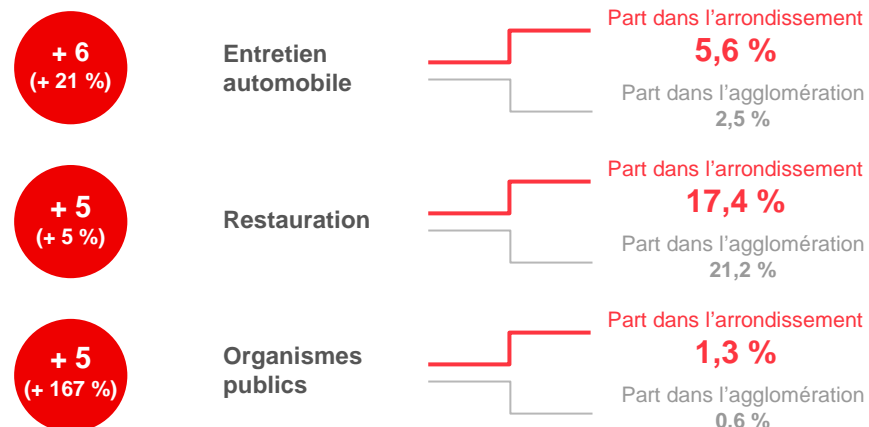 + 6
(+ 21 %)
Entretien
automobile
Part dans l'arrondissement
5,6 %
Part dans l'agglomération
2,5 %
+ 5
(+ 5 %)
Restauration
Part dans l'arrondissement
17,4 %
Part dans l'agglomération
21,2 %
+ 5
(+ 167 %)
Organismes
publics
Part dans l'arrondissement
1,3 %
Part dans l'agglomération
0,6 %